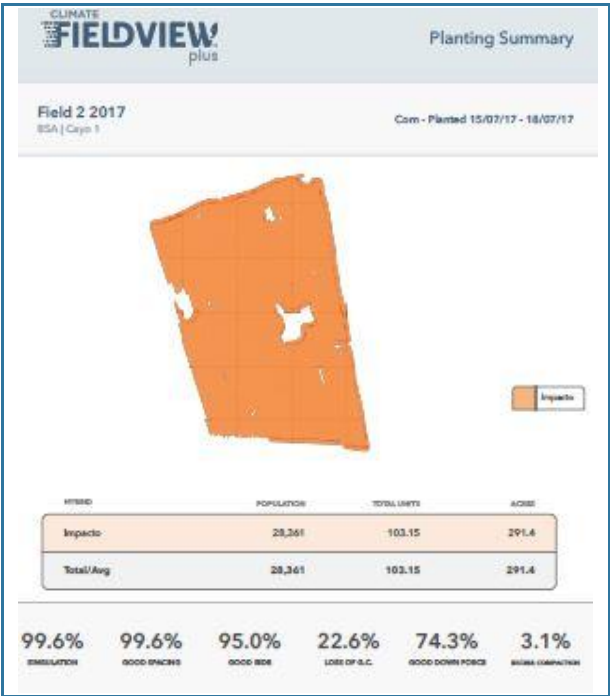 CLIMATE
FIELDVIEW
plus
Planting Summary
Field 2 2017
BSA | Cayo 1
Corn - Planted 15/07/17 - 18/07/17
Impacto
HYBRID POPULATION TOTAL UNITS ACRES
Impacto 28,361 103.15 291.4
Total/Avg 28,361 103.15 291.4
99.6% 99.6% 95.0% 22.6% 74.3% 3.1%
SINGULATION GOOD SPACING GOOD RIDE LOSS OF G.C. GOOD DOWN FORCE EXCESS COMPACTION